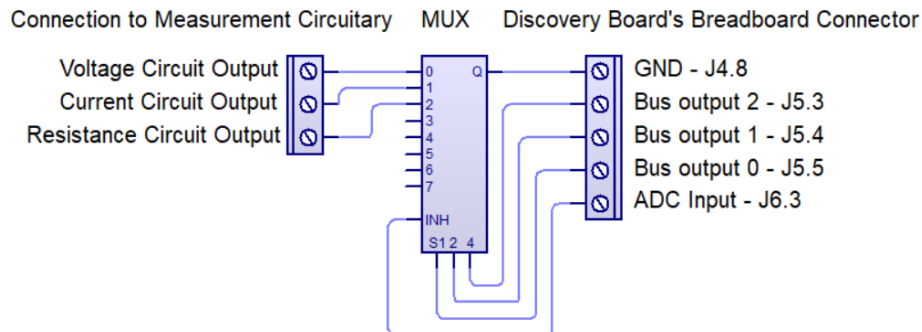 Connection to Measurement Circuitary MUX Discovery Board's Breadboard Connector
Voltage Circuit Output
Current Circuit Output
Resistance Circuit Output
0 Q
1
2
3
4
5
6
7
INH
S1 2 4
GND - J4.8
Bus output 2 - J5.3
Bus output 1 - J5.4
Bus output 0 - J5.5
ADC Input - J6.3